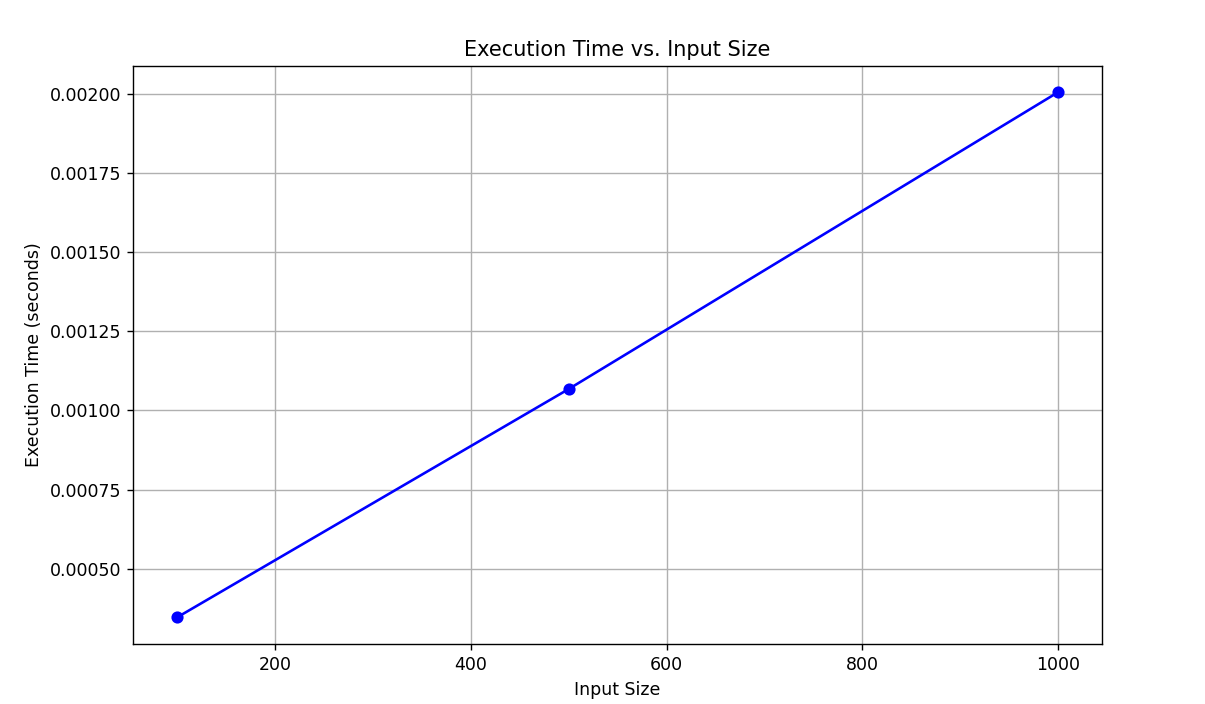 Execution Time vs. Input Size
Execution Time (seconds)
0.00200
0.00175
0.00150
0.00125
0.00100
0.00075
0.00050
200 400 600 800 1000
Input Size